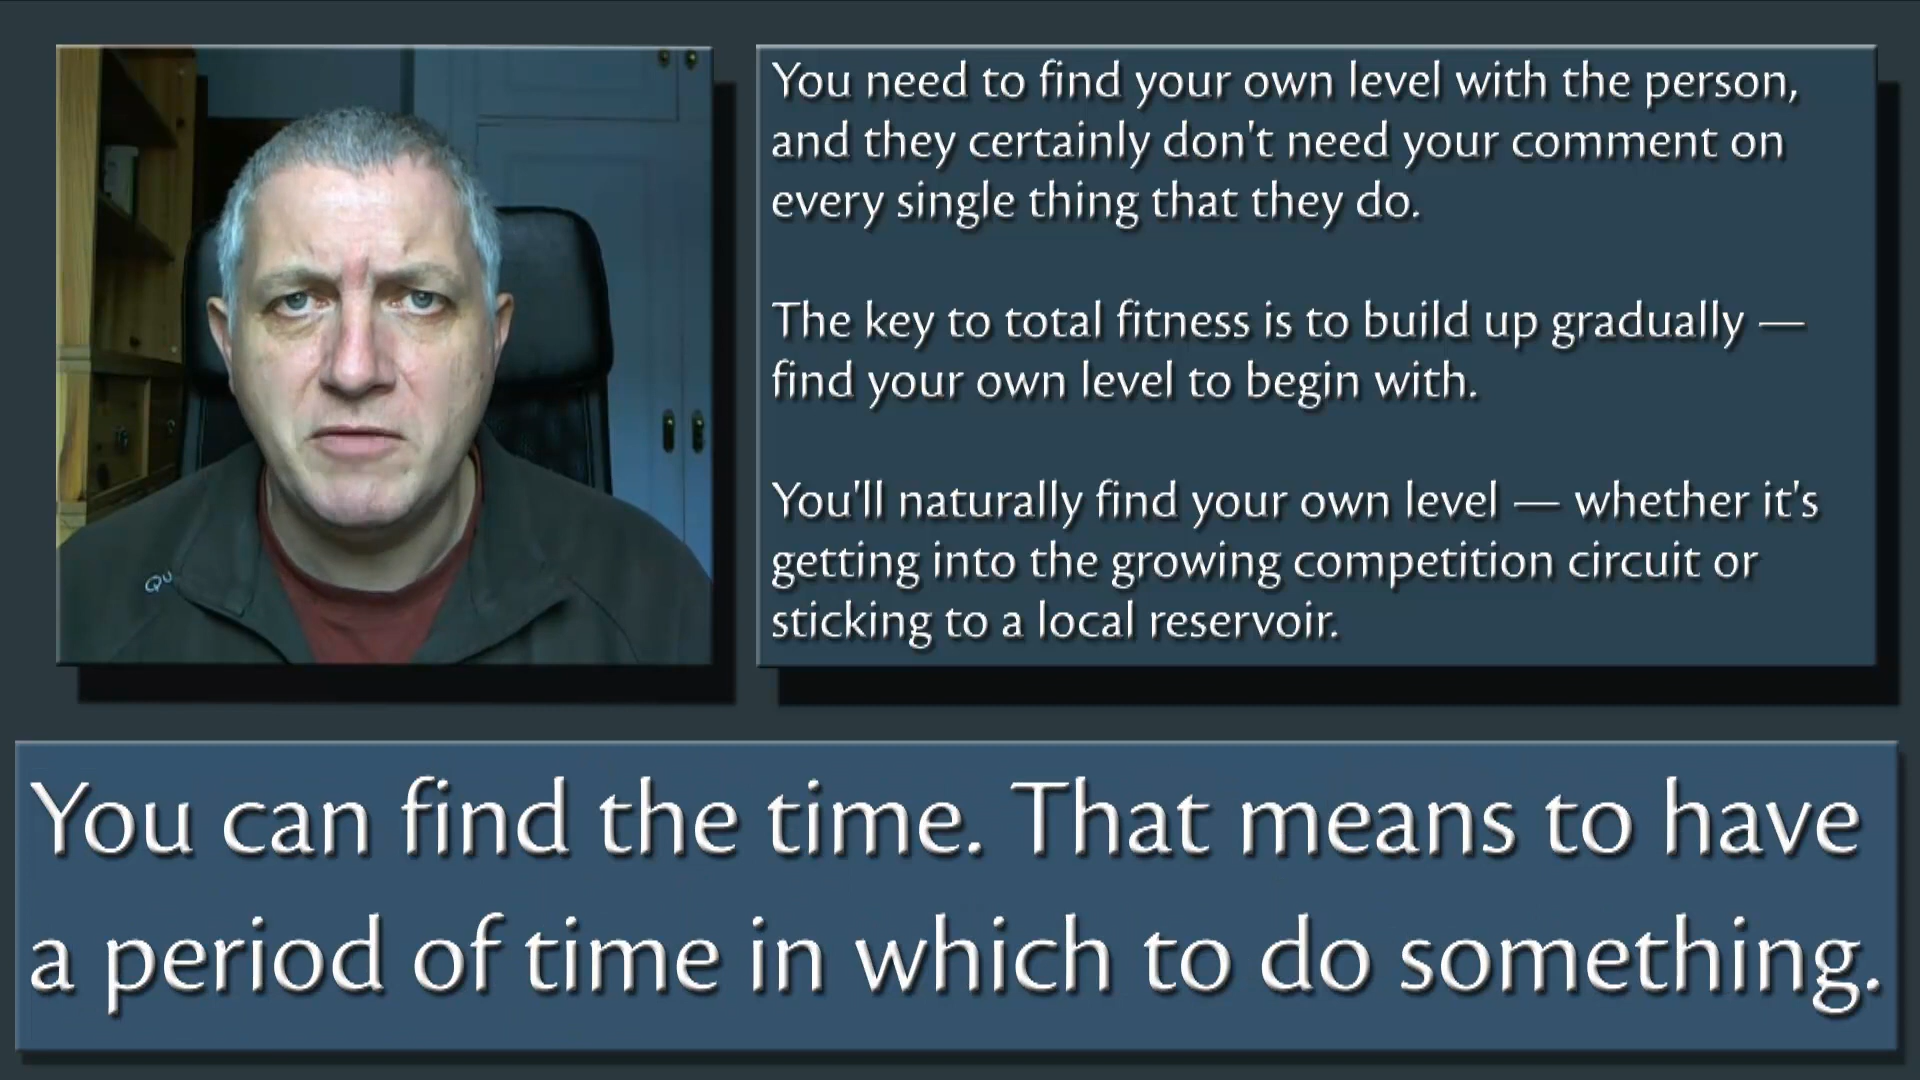 You need to find your own level with the person,
and they certainly don't need your comment on
every single thing that they do.
The key to total fitness is to build up gradually —
find your own level to begin with.
You'll naturally find your own level — whether it's
getting into the growing competition circuit or
sticking to a local reservoir.
QU
You can find the time. That means to have
a period of time in which to do something.